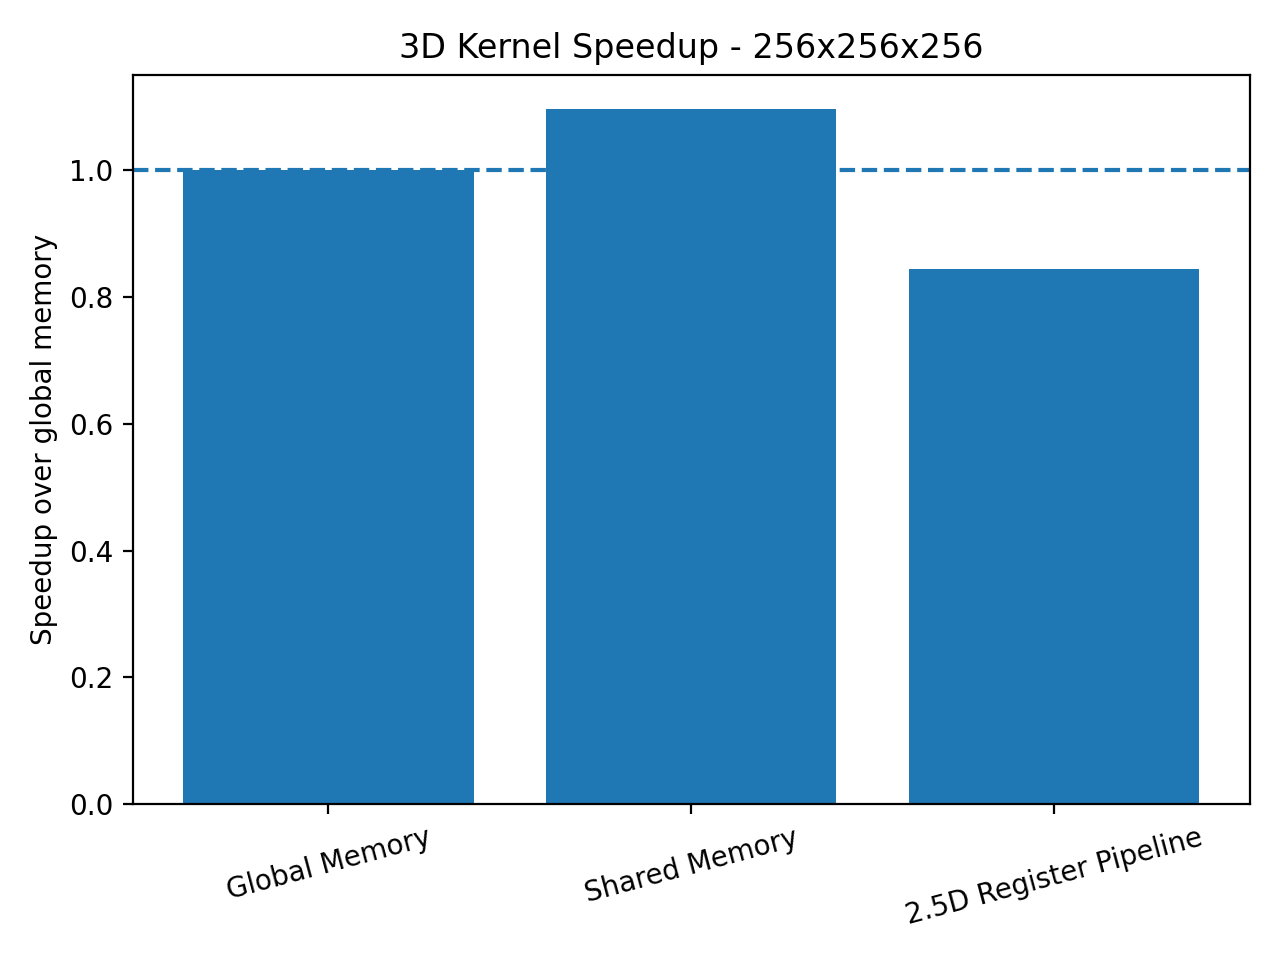 3D Kernel Speedup - 256x256x256
Speedup over global memory
1.0
0.8
0.6
0.4
0.2
0.0
Global Memory
Shared Memory
2.5D Register Pipeline